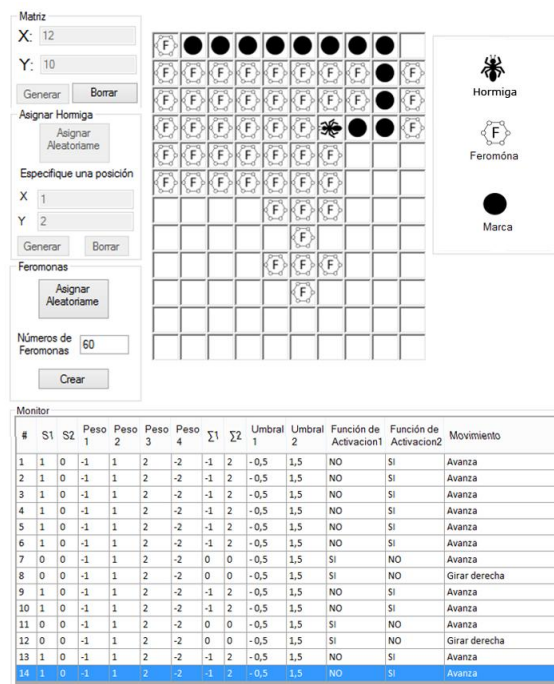 Matriz
X: 12
Y: 10
Generar Borrar
Asignar Hormiga
Asignar
Aleatoriame
Especifique una posición
X 1
Y 2
Generar Borrar
Feromonas
Asignar
Aleatoriame
Números de
Feromonas 60
Crear
F
F F F F F F F F
F F F F F F F F
F F F F F F F
F F F F F F F
F F F F F F F
F F F
F
F F F
F
Hormiga
F
Feromóna
Marca
Monitor
# S1 S2 Peso 1 Peso 2 Peso 3 Peso 4 ∑1 ∑2 Umbral 1 Umbral 2 Función de Activacion1 Función de Activacion2 Movimiento
1 1 0 -1 1 2 -2 -1 2 - 0,5 1,5 NO SI Avanza
2 1 0 -1 1 2 -2 -1 2 - 0,5 1,5 NO SI Avanza
3 1 0 -1 1 2 -2 -1 2 - 0,5 1,5 NO SI Avanza
4 1 0 -1 1 2 -2 -1 2 - 0,5 1,5 NO SI Avanza
5 1 0 -1 1 2 -2 -1 2 - 0,5 1,5 NO SI Avanza
6 1 0 -1 1 2 -2 -1 2 - 0,5 1,5 NO SI Avanza
7 0 0 -1 1 2 -2 0 0 - 0,5 1,5 SI NO Avanza
8 0 0 -1 1 2 -2 0 0 - 0,5 1,5 SI NO Girar derecha
9 1 0 -1 1 2 -2 -1 2 - 0,5 1,5 NO SI Avanza
10 1 0 -1 1 2 -2 -1 2 - 0,5 1,5 NO SI Avanza
11 0 0 -1 1 2 -2 0 0 - 0,5 1,5 SI NO Avanza
12 0 0 -1 1 2 -2 0 0 - 0,5 1,5 SI NO Girar derecha
13 1 0 -1 1 2 -2 -1 2 - 0,5 1,5 NO SI Avanza
14 1 0 -1 1 2 -2 -1 2 - 0,5 1,5 NO SI Avanza